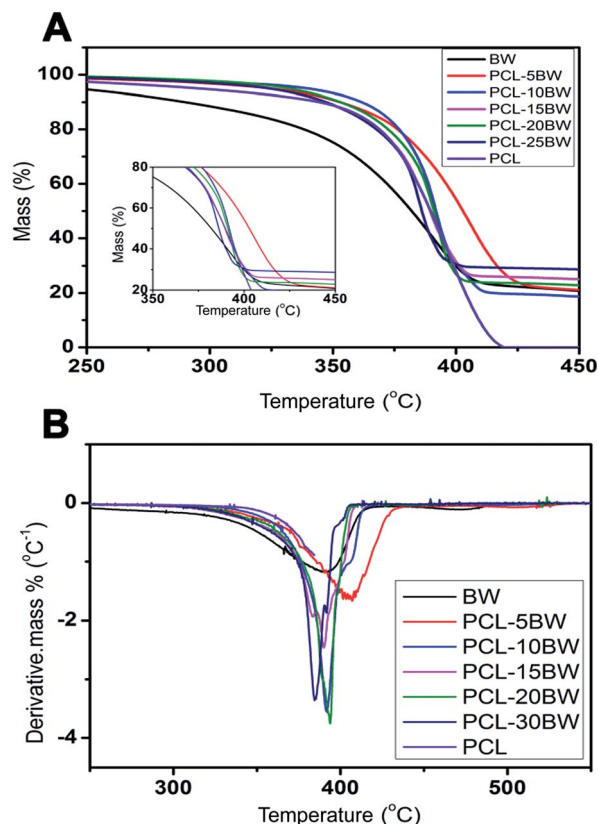 A
100
80
60
40
20
0
Mass (%)
BW
PCL-5BW
PCL-10BW
PCL-15BW
PCL-20BW
PCL-25BW
PCL
80
60
40
20
Mass (%)
350 400 450
Temperature (°C)
250 300 350 400 450
Temperature (°C)
B
0
-2
-4
Derivative.mass % (°C-1)
BW
PCL-5BW
PCL-10BW
PCL-15BW
PCL-20BW
PCL-30BW
PCL
300 400 500
Temperature (°C)